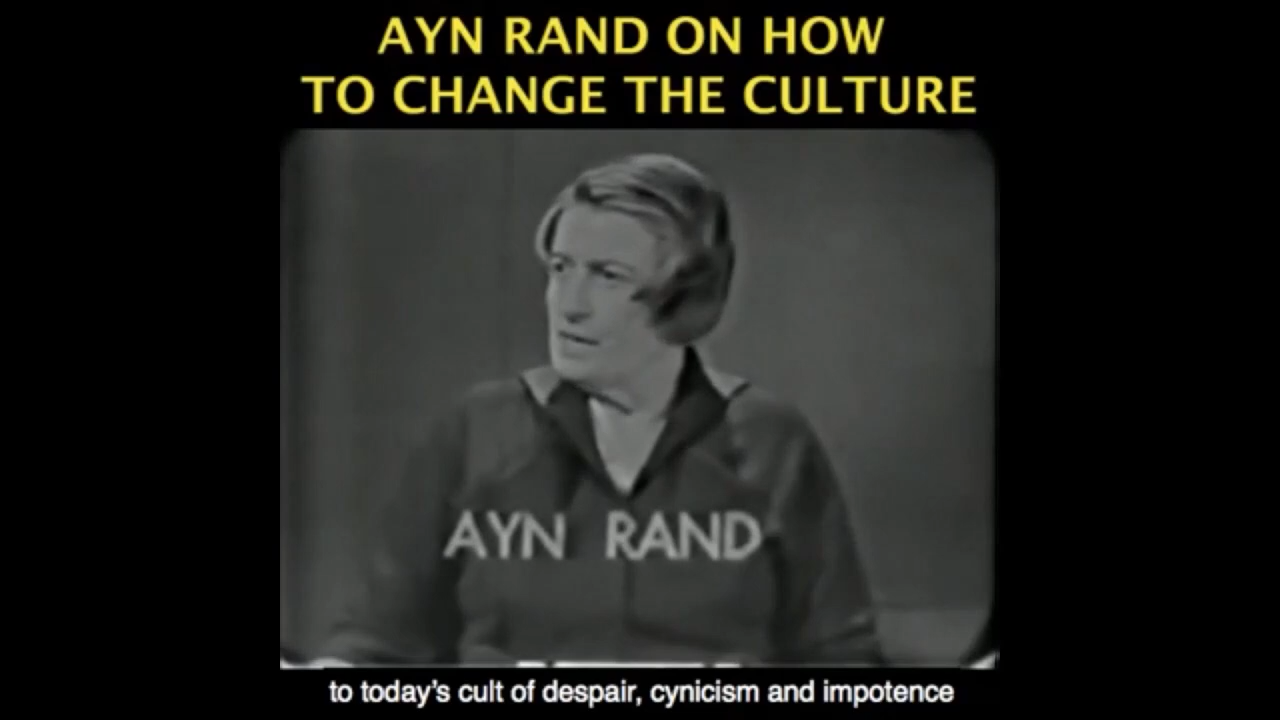 AYN RAND ON HOW
TO CHANGE THE CULTURE
AYN RAND
to today's cult of despair, cynicism and impotence